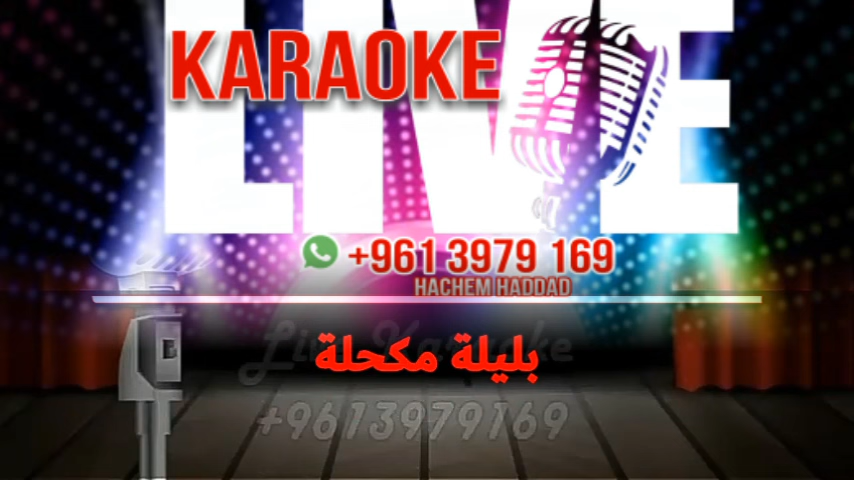 LIVE
KARAOKE
+961 3979 169
HACHEM HADDAD
Live Karaoke
بليلة مكحلة
+9613979169